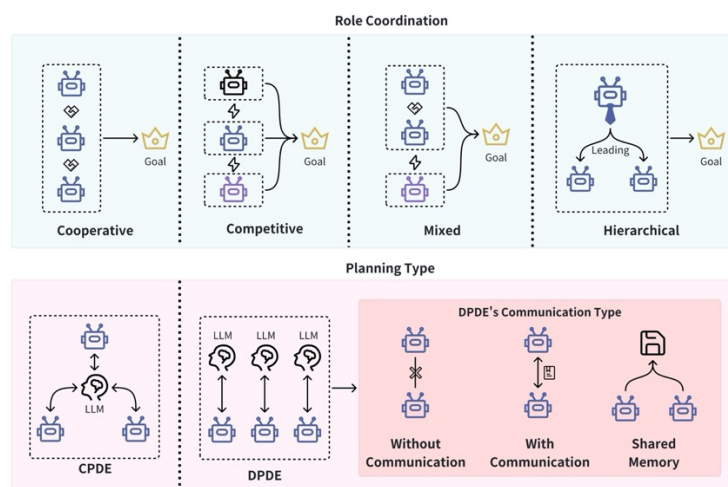 Role Coordination
Goal
Cooperative
Goal
Competitive
Goal
Mixed
Leading
Goal
Hierarchical
Planning Type
LLM
CPDE
LLM LLM LLM
DPDE
DPDE's Communication Type
Without
Communication
With
Communication
Shared
Memory